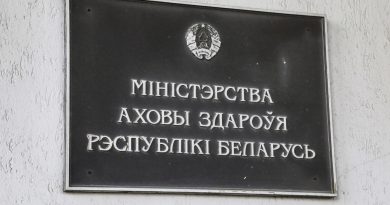 МІНІСТЭРСТВА
АХОВЫ ЗДАРОЎЯ
РЭСПУБЛІКІ БЕЛАРУСЬ